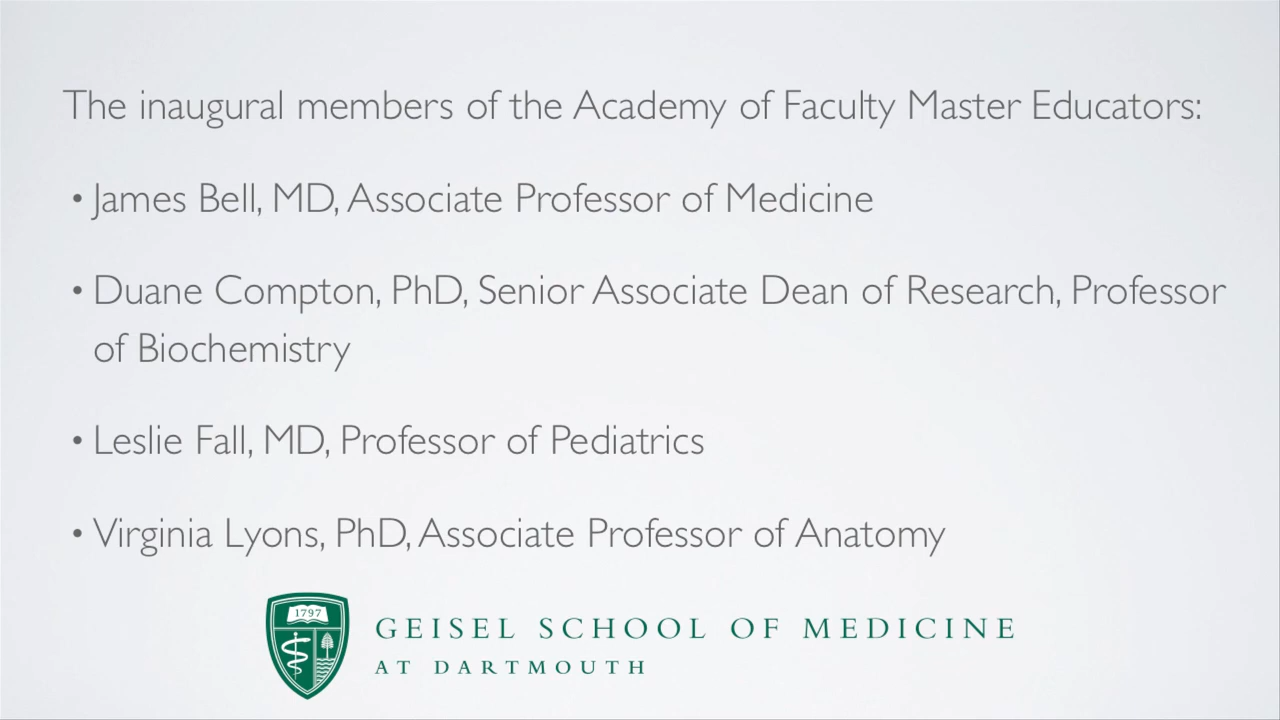 The inaugural members of the Academy of Faculty Master Educators:
• James Bell, MD, Associate Professor of Medicine
• Duane Compton, PhD, Senior Associate Dean of Research, Professor
of Biochemistry
• Leslie Fall, MD, Professor of Pediatrics
• Virginia Lyons, PhD, Associate Professor of Anatomy
1797
GEISEL SCHOOL OF MEDICINE
AT DARTMOUTH